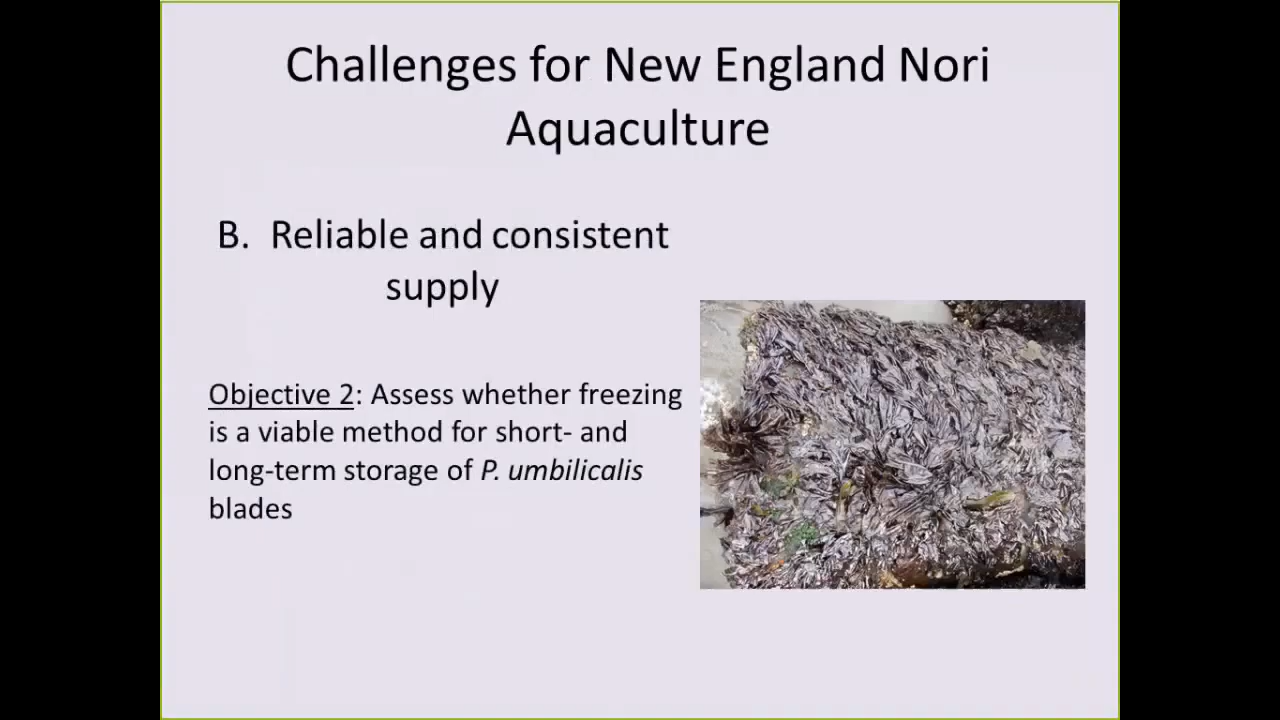 Challenges for New England Nori
Aquaculture
B. Reliable and consistent
supply
Objective 2: Assess whether freezing
is a viable method for short- and
long-term storage of P. umbilicalis
blades